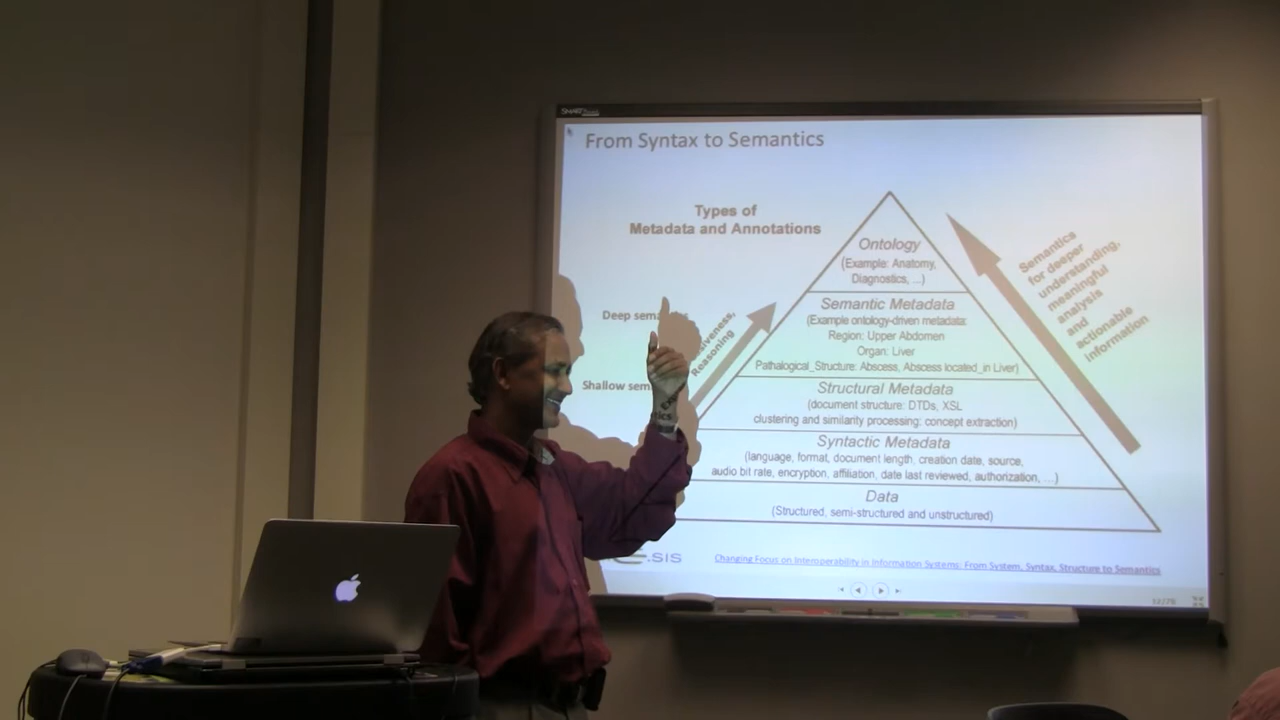 SMART
From Syntax to Semantics
Types of
Metadata and Annotations
Deep
Shallow
Reasoning
Ontology
(Example: Anatomy,
Diagnostics, ...)
Semantic Metadata
(Example ontology-driven metadata:
Region: Upper Abdomen
Organ: Liver
Pathalogical_Structure: Abscess, Abscess located_in Liver)
Structural Metadata
(document structure: DTDs, XSL
clustering and similarity processing: concept extraction)
Syntactic Metadata
(language, format, document length, creation date, source,
audio bit rate, encryption, affiliation, date last reviewed, authorization, ...)
Data
(Structured, semi-structured and unstructured)
Semantics
for deeper
understanding,
meaningful
analysis
and
actionable
information
Changing Focus on Interoperability in Information Systems: From System, Syntax, Structure to Semantics